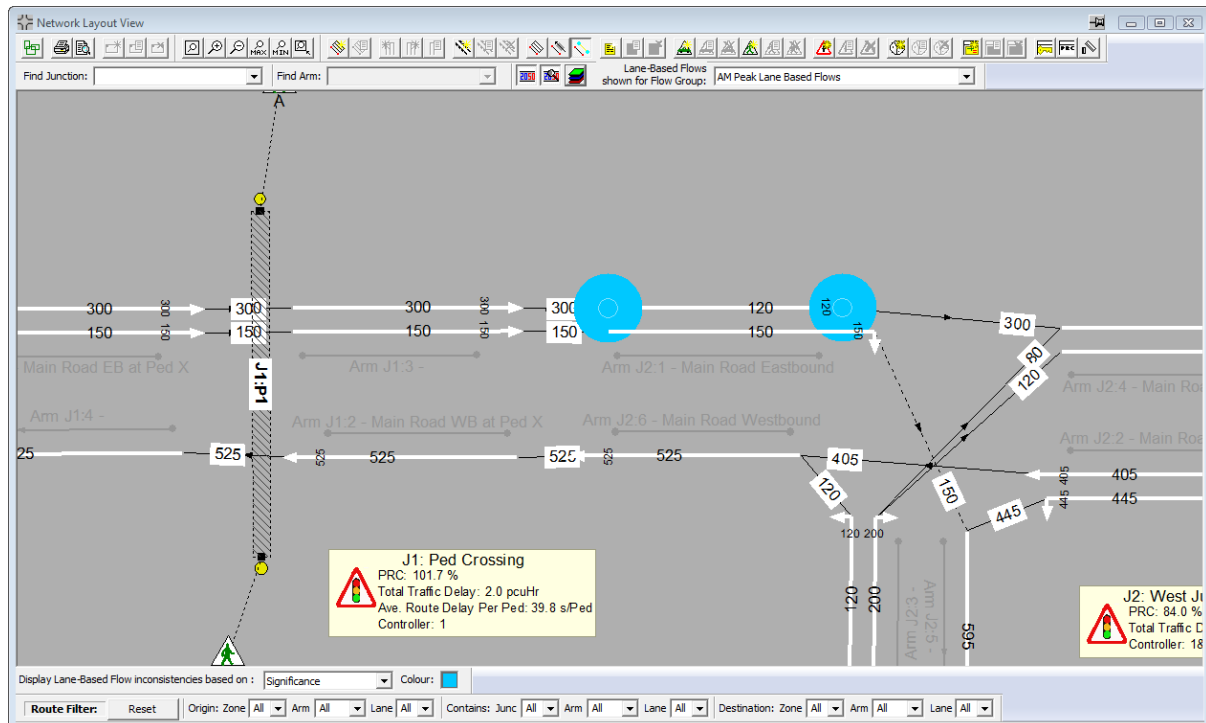 Network Layout View
Find Junction:
Find Arm:
2050
PRC
Lane-Based Flows
shown for Flow Group:
AM Peak Lane Based Flows
A
300 300 300 300 300 300 120 120 300
150 150 150 150 150 150 150 150
80
120
Main Road EB at Ped X
Arm J1:3 -
Arm J2:1 - Main Road Eastbound
Arm J2:4 - Main Roa
J1:P1
Arm J1:4 -
Arm J1:2 - Main Road WB at Ped X
Arm J2:6 - Main Road Westbound
Arm J2:2 - Main Roa
25 525 525 525 525 525 525 405 405 405
120 150 445 445 445
120 200
120 200 595
Arm J2:3 -
Arm J2:5 -
J1: Ped Crossing
PRC: 101.7 %
Total Traffic Delay: 2.0 pcuHr
Ave. Route Delay Per Ped: 39.8 s/Ped
Controller: 1
J2: West Ju
PRC: 84.0 %
Total Traffic D
Controller: 1&
Display Lane-Based Flow inconsistencies based on :
Significance
Colour:
Route Filter:
Reset
Origin: Zone All Arm All Lane All
Contains: Junc All Arm All Lane All
Destination: Zone All Arm All Lane All